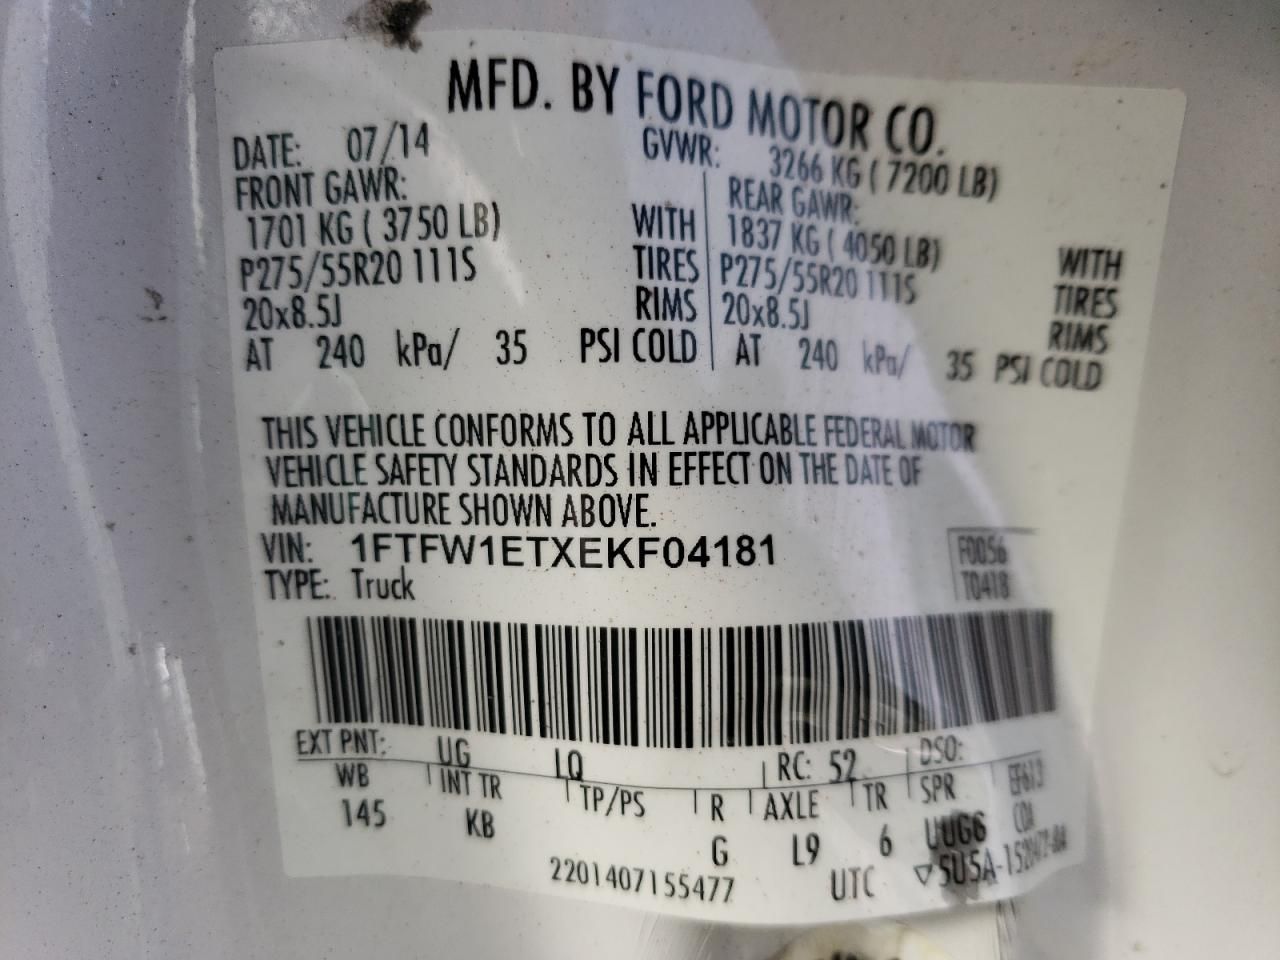 MFD. BY FORD MOTOR CO.
DATE: 07/14 GVWR: 3266 KG ( 7200 LB)
FRONT GAWR: REAR GAWR:
1701 KG ( 3750 LB) WITH 1837 KG ( 4050 LB) WITH
P275/55R20 111S TIRES P275/55R20 111S TIRES
20x8.5J RIMS 20x8.5J RIMS
AT 240 kPa/ 35 PSI COLD AT 240 kPa/ 35 PSI COLD
THIS VEHICLE CONFORMS TO ALL APPLICABLE FEDERAL MOTOR
VEHICLE SAFETY STANDARDS IN EFFECT ON THE DATE OF
MANUFACTURE SHOWN ABOVE.
VIN: 1FTFW1ETXEKF04181 F0056
TYPE: Truck T0418
EXT PNT: UG LQ RC: 52 DSO:
WB INT TR TP/PS R AXLE TR SPR EF613
145 KB G L9 6 UUGG
2201407155477 UTC